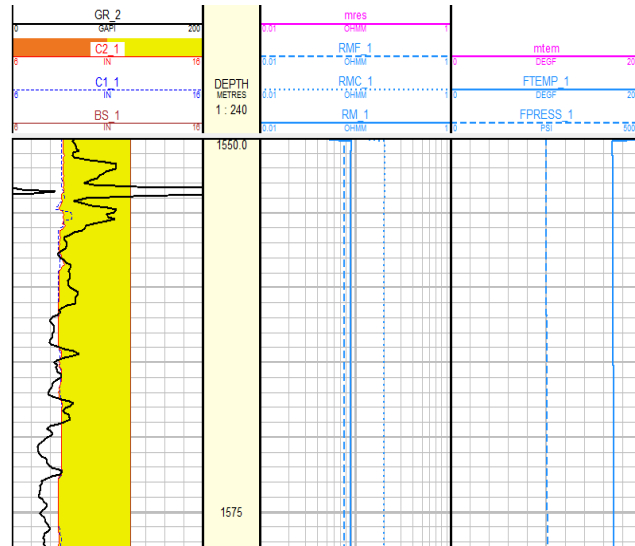 GR_2
0 GAPI 200
C2_1
6 IN 16
C1_1
6 IN 16
BS_1
6 IN 16
DEPTH
METRES
1 : 240
mres
0.01 OHMM 1
RMF_1
0.01 OHMM 1
RMC_1
0.01 OHMM 1
RM_1
0.01 OHMM 1
mtem
0 DEGF 20
FTEMP_1
0 DEGF 20
FPRESS_1
0 PSI 500
1550.0
1575